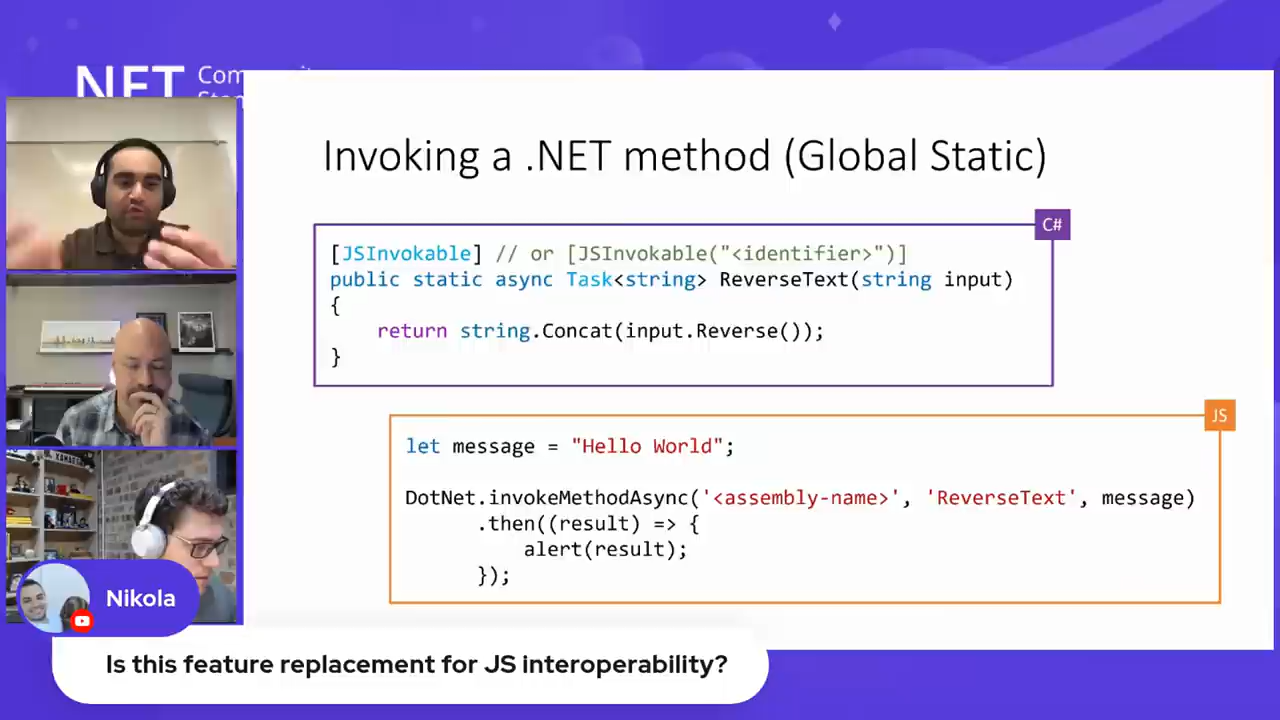 .NET
Invoking a .NET method (Global Static)
C#
[JSInvokable] // or [JSInvokable("<identifier>")]
public static async Task<string> ReverseText(string input)
{
return string.Concat(input.Reverse());
}
JS
let message = "Hello World";
DotNet.invokeMethodAsync('<assembly-name>', 'ReverseText', message)
.then((result) => {
alert(result);
});
Nikola
Is this feature replacement for JS interoperability?